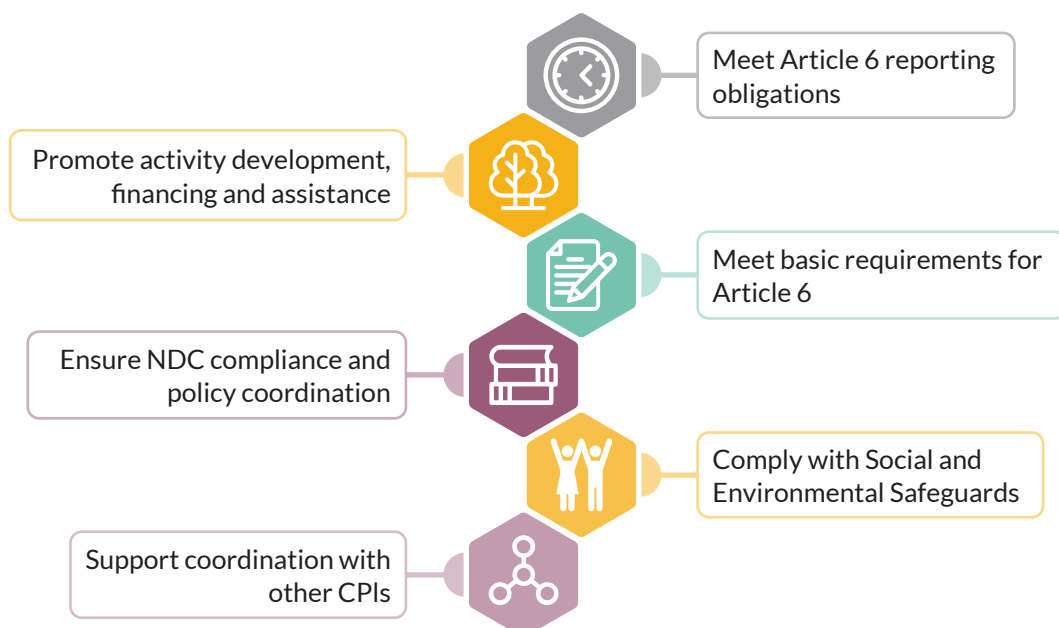 Meet Article 6 reporting
obligations
Promote activity development,
financing and assistance
Meet basic requirements for
Article 6
Ensure NDC compliance and
policy coordination
Comply with Social and
Environmental Safeguards
Support coordination with
other CPIs